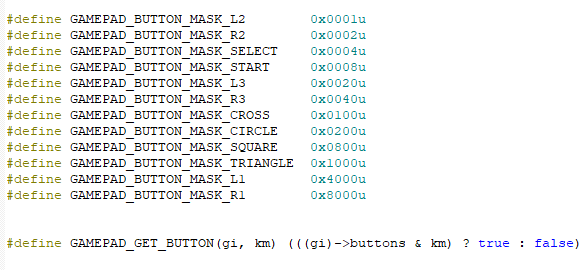 #define GAMEPAD_BUTTON_MASK_L2 0x0001u
#define GAMEPAD_BUTTON_MASK_R2 0x0002u
#define GAMEPAD_BUTTON_MASK_SELECT 0x0004u
#define GAMEPAD_BUTTON_MASK_START 0x0008u
#define GAMEPAD_BUTTON_MASK_L3 0x0020u
#define GAMEPAD_BUTTON_MASK_R3 0x0040u
#define GAMEPAD_BUTTON_MASK_CROSS 0x0100u
#define GAMEPAD_BUTTON_MASK_CIRCLE 0x0200u
#define GAMEPAD_BUTTON_MASK_SQUARE 0x0800u
#define GAMEPAD_BUTTON_MASK_TRIANGLE 0x1000u
#define GAMEPAD_BUTTON_MASK_L1 0x4000u
#define GAMEPAD_BUTTON_MASK_R1 0x8000u
#define GAMEPAD_GET_BUTTON(gi, km) (((gi)->buttons & km) ? true : false)